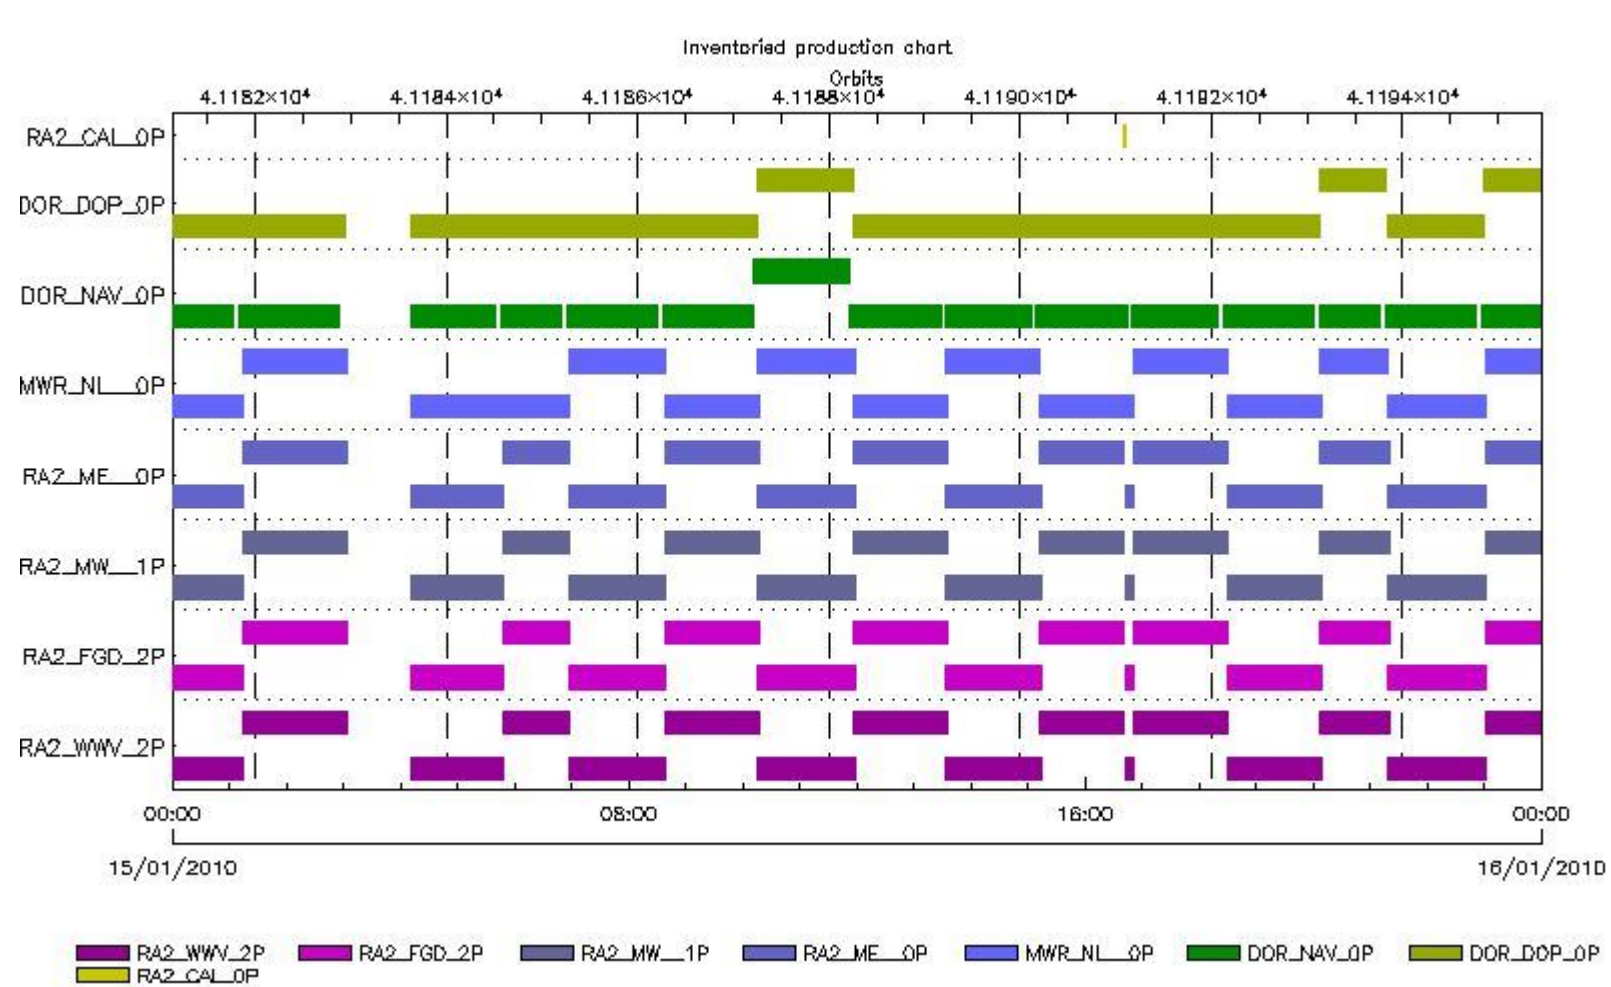 Inventoried production chart
Orbits
4.1182×10⁴ 4.1184×10⁴ 4.1186×10⁴ 4.1188×10⁴ 4.1190×10⁴ 4.1192×10⁴ 4.1194×10⁴
RA2_CAL_0P
DOR_DOP_0P
DOR_NAV_0P
MWR_NL__0P
RA2_ME__0P
RA2_MW__1P
RA2_FGD_2P
RA2_WWV_2P
00:00 08:00 16:00 00:00
15/01/2010 16/01/2010
RA2_WWV_2P RA2_FGD_2P RA2_MW__1P RA2_ME__0P MWR_NL__0P DOR_NAV_0P DOR_DOP_0P
RA2_CAL_0P